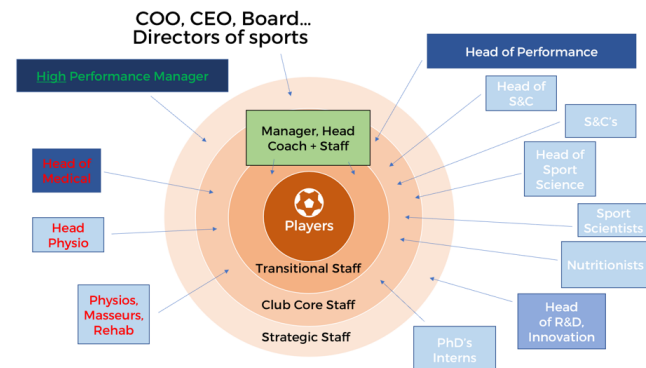 COO, CEO, Board...
Directors of sports
High Performance Manager
Head of Performance
Head of
S&C
Manager, Head
Coach + Staff
S&C's
Head of
Medical
Head of
Sport
Science
Players
Head
Physio
Sport
Scientists
Nutritionists
Transitional Staff
Physios,
Masseurs,
Rehab
Club Core Staff
Head
of R&D,
Innovation
Strategic Staff
PhD's
Interns